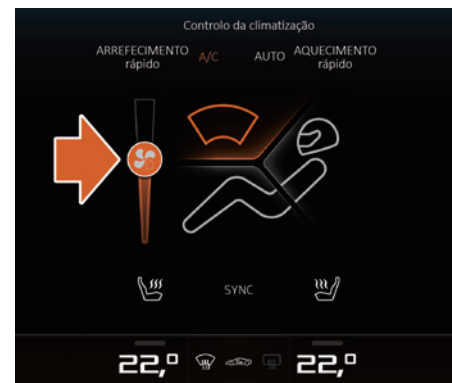 Controlo da climatização
ARREFECIMENTO
rápido
A/C
AUTO
AQUECIMENTO
rápido
SYNC
22,º
22,º